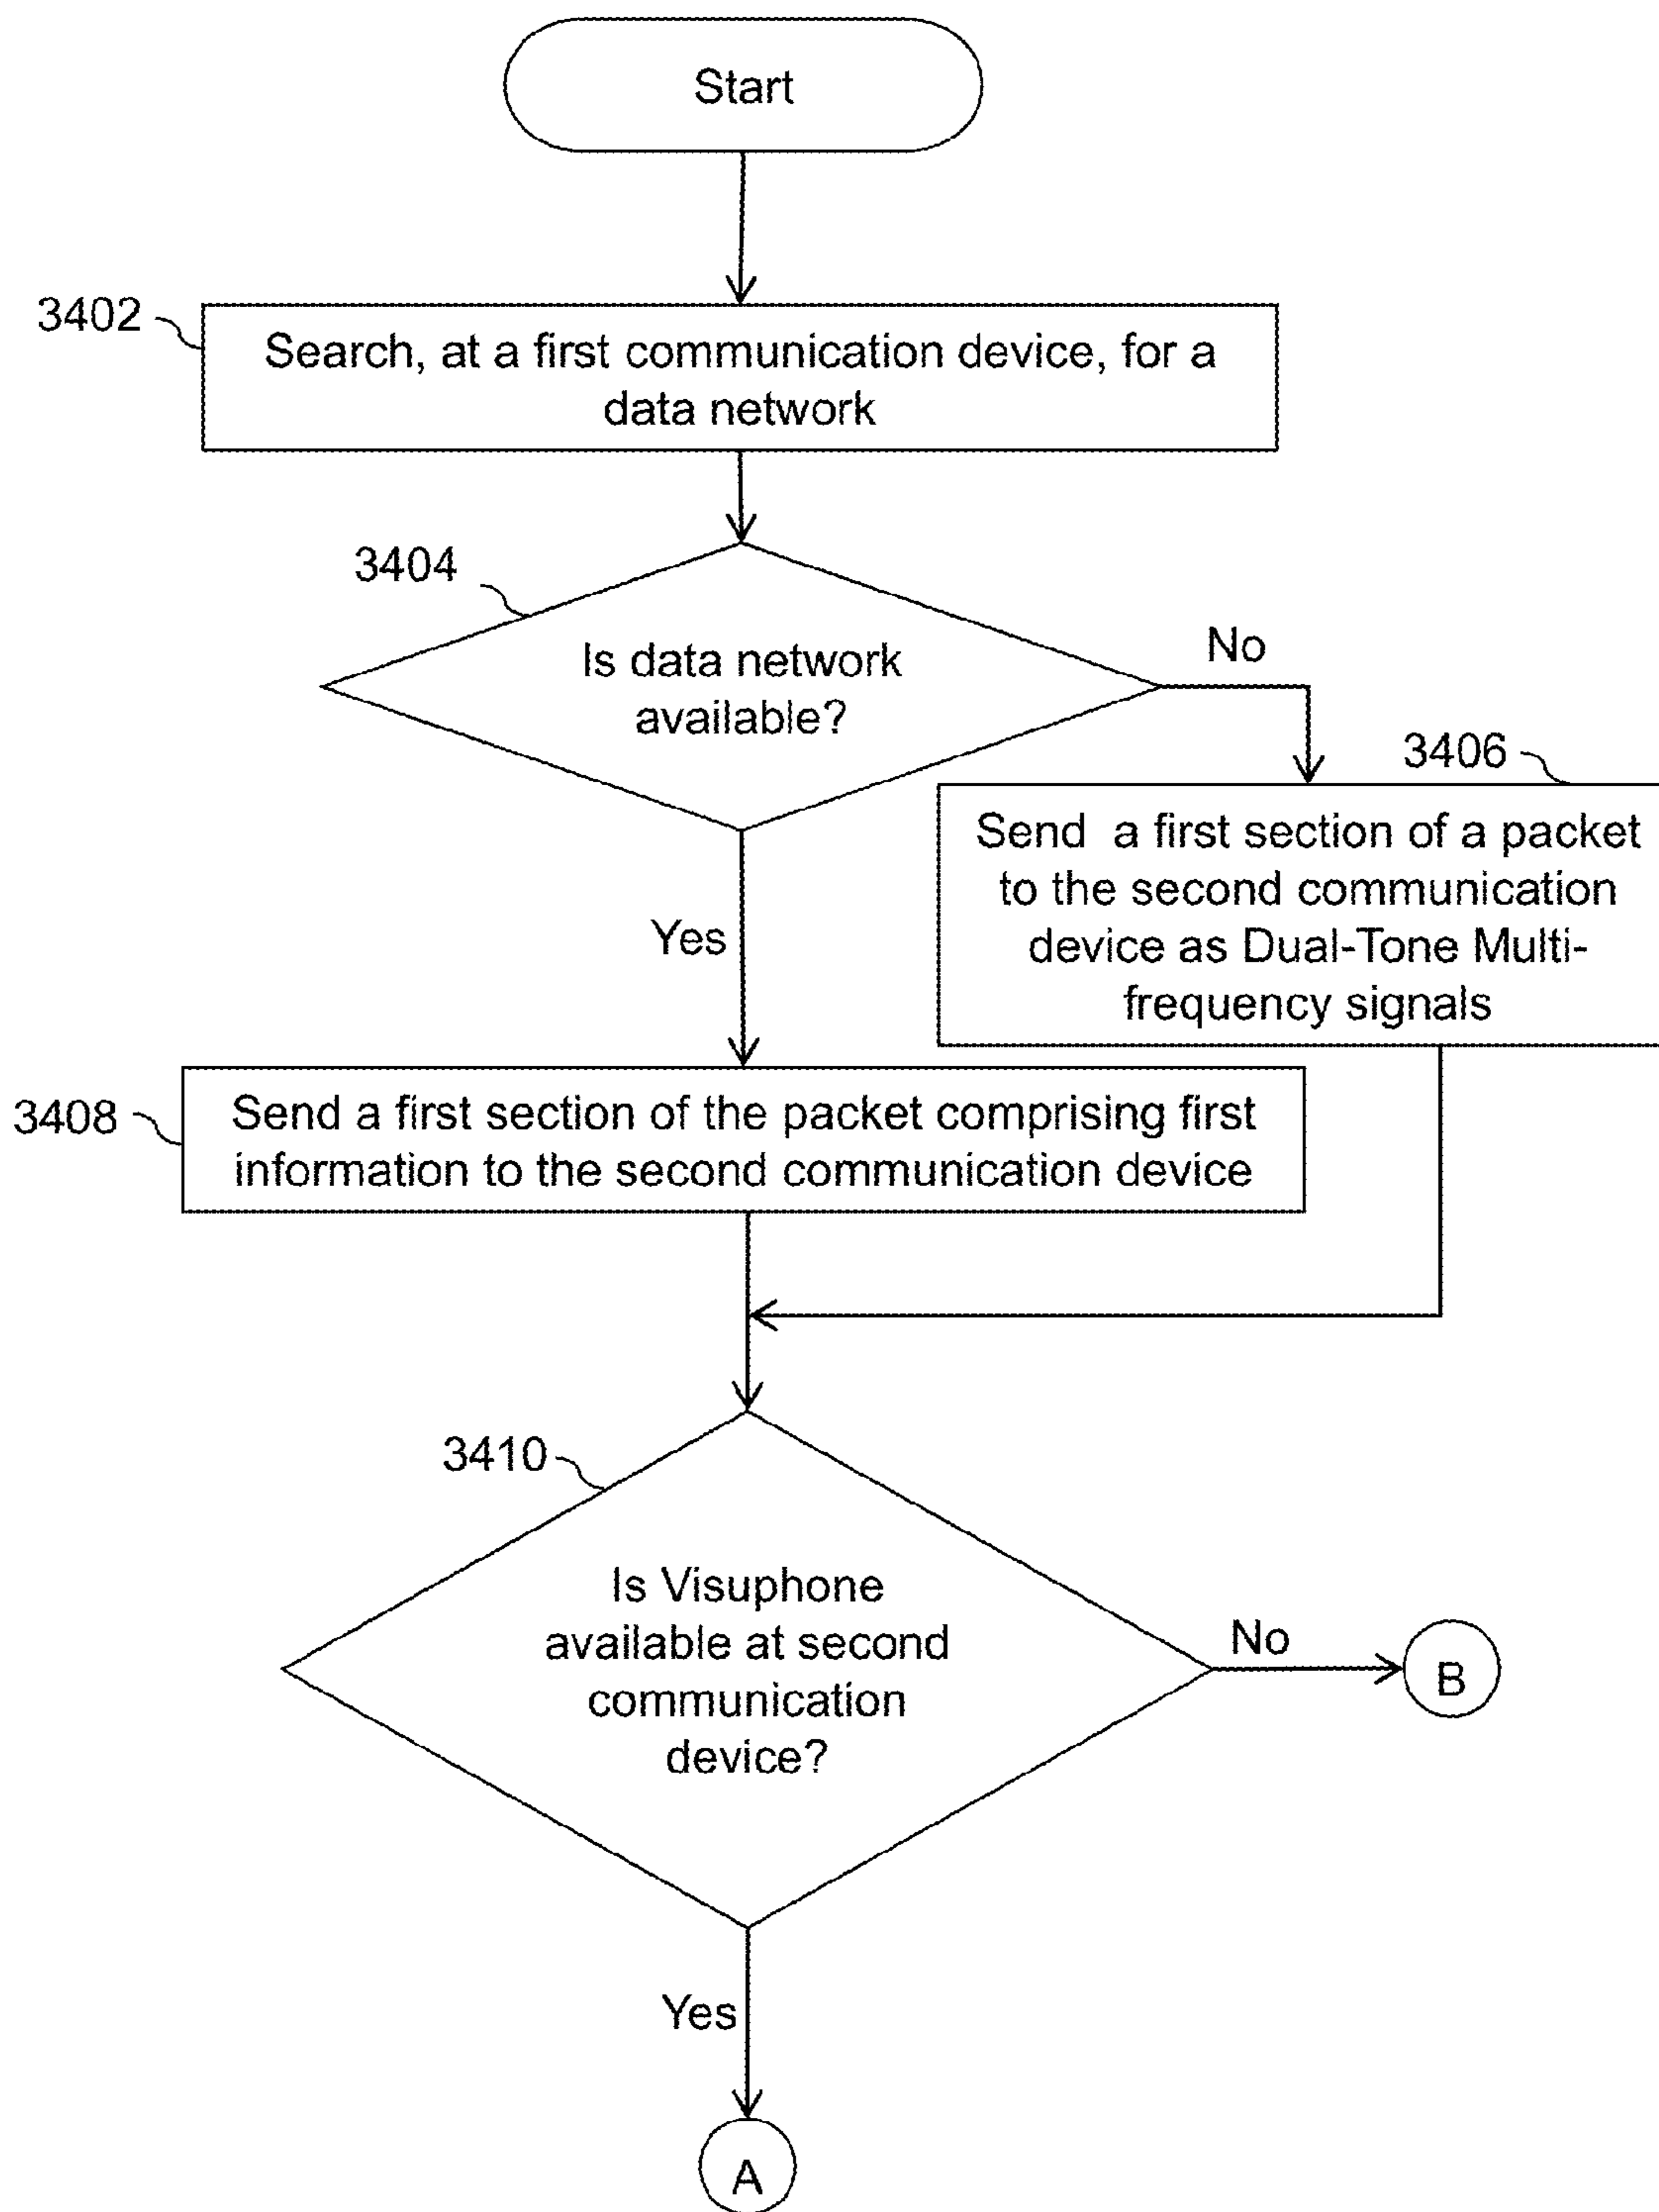 Start
3402
Search, at a first communication device, for a
data network
3404
Is data network
available?
No
3406
Send a first section of a packet
to the second communication
device as Dual-Tone Multi-
frequency signals
Yes
3408
Send a first section of the packet comprising first
information to the second communication device
3410
Is Visuphone
available at second
communication
device?
No
B
Yes
A